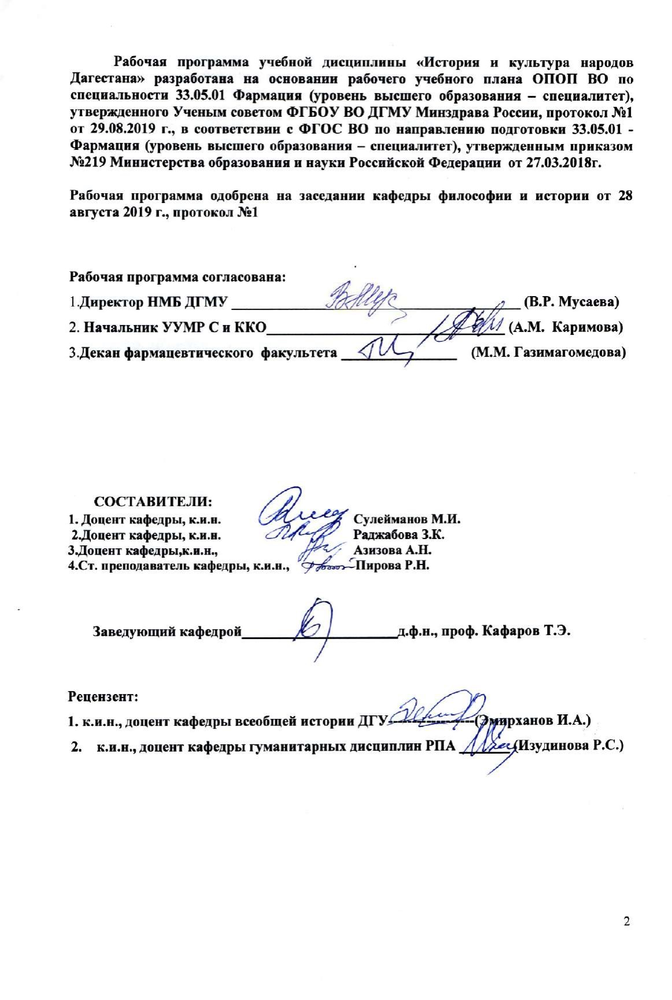 Рабочая программа учебной дисциплины «История и культура народов
Дагестана» разработана на основании рабочего учебного плана ОПОП ВО по
специальности 33.05.01 Фармация (уровень высшего образования – специалитет),
утвержденного Ученым советом ФГБОУ ВО ДГМУ Минздрава России, протокол №1
от 29.08.2019 г., в соответствии с ФГОС ВО по направлению подготовки 33.05.01 -
Фармация (уровень высшего образования – специалитет), утвержденным приказом
№219 Министерства образования и науки Российской Федерации от 27.03.2018г.
Рабочая программа одобрена на заседании кафедры философии и истории от 28
августа 2019 г., протокол №1
Рабочая программа согласована:
1.Директор НМБ ДГМУ (В.Р. Мусаева)
2. Начальник УУМР С и ККО (А.М. Каримова)
3.Декан фармацевтического факультета (М.М. Газимагомедова)
СОСТАВИТЕЛИ:
1. Доцент кафедры, к.и.н. Сулейманов М.И.
2.Доцент кафедры, к.и.н. Раджабова З.К.
3.Доцент кафедры,к.и.н., Азизова А.Н.
4.Ст. преподаватель кафедры, к.и.н., Пирова Р.Н.
Заведующий кафедрой д.ф.н., проф. Кафаров Т.Э.
Рецензент:
1. к.и.н., доцент кафедры всеобщей истории ДГУ------------------(Эмирханов И.А.)
2. к.и.н., доцент кафедры гуманитарных дисциплин РПА (Изудинова Р.С.)
2